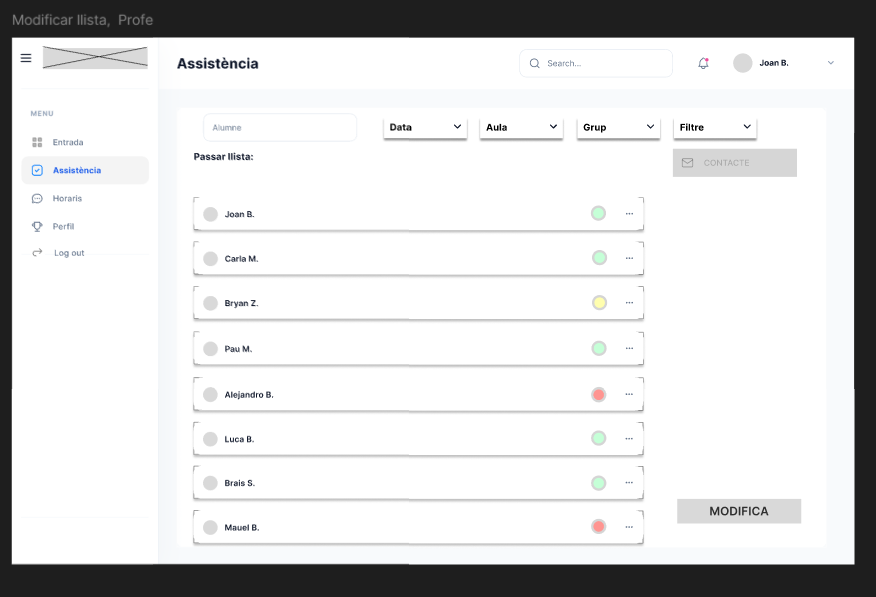 Modificar llista, Profe
Assistència
Search...
Joan B.
MENU
Entrada
Assistència
Horaris
Perfil
Log out
Alumne
Data
Aula
Grup
Filtre
Passar llista:
CONTACTE
Joan B.
Carla M.
Bryan Z.
Pau M.
Alejandro B.
Luca B.
Brais S.
Mauel B.
MODIFICA